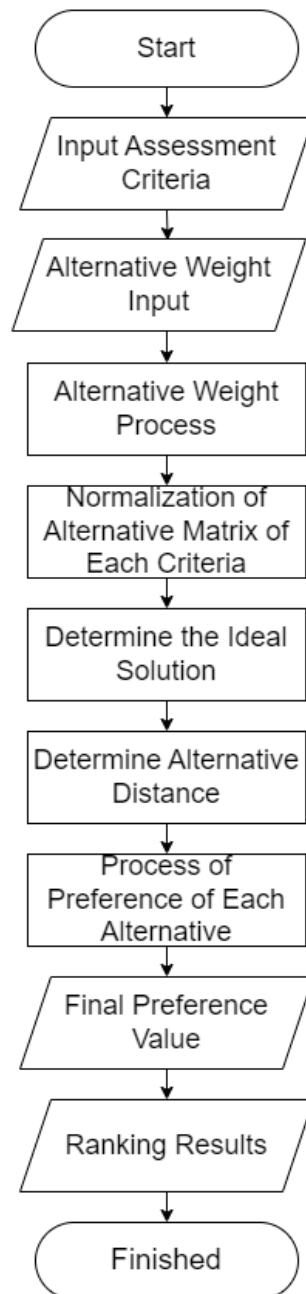 Start
Input Assessment
Criteria
Alternative Weight
Input
Alternative Weight
Process
Normalization of
Alternative Matrix of
Each Criteria
Determine the Ideal
Solution
Determine Alternative
Distance
Process of
Preference of Each
Alternative
Final Preference
Value
Ranking Results
Finished